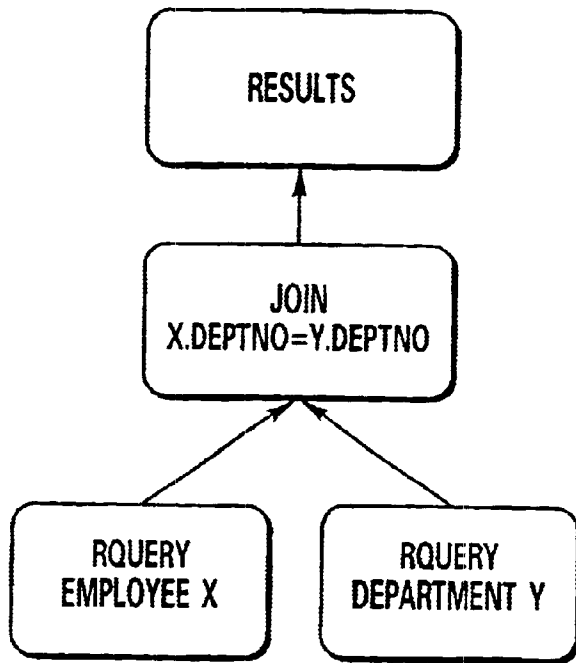 RESULTS
JOIN
X.DEPTNO=Y.DEPTNO
RQUERY
EMPLOYEE X
RQUERY
DEPARTMENT Y